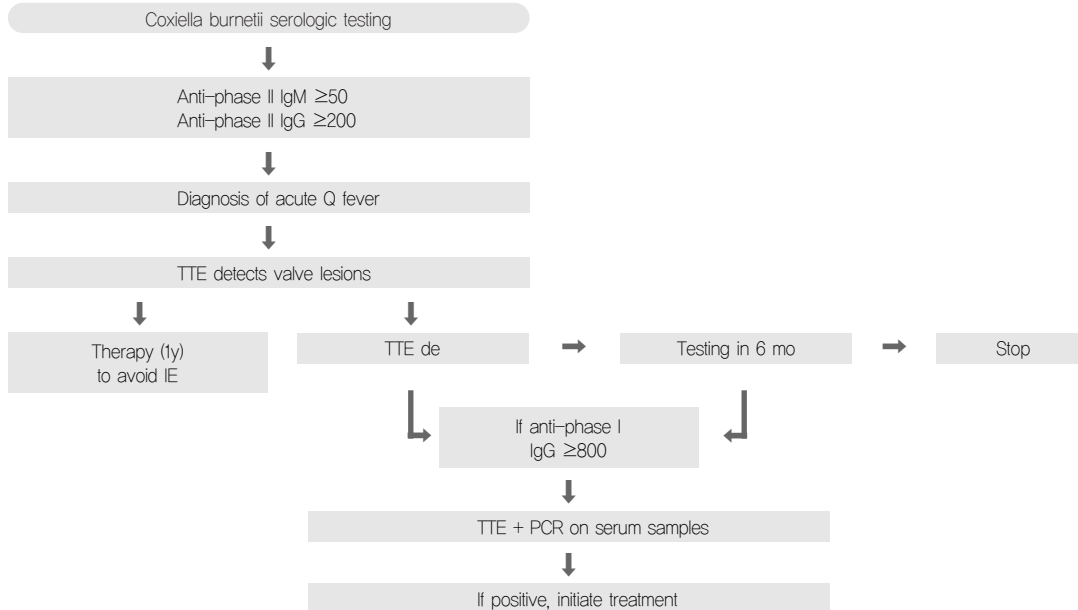 Coxiella burnetii serologic testing
Anti-phase II IgM ≥50
Anti-phase II IgG ≥200
Diagnosis of acute Q fever
TTE detects valve lesions
Therapy (1y)
to avoid IE
TTE de
Testing in 6 mo
Stop
If anti-phase I
IgG ≥800
TTE + PCR on serum samples
If positive, initiate treatment